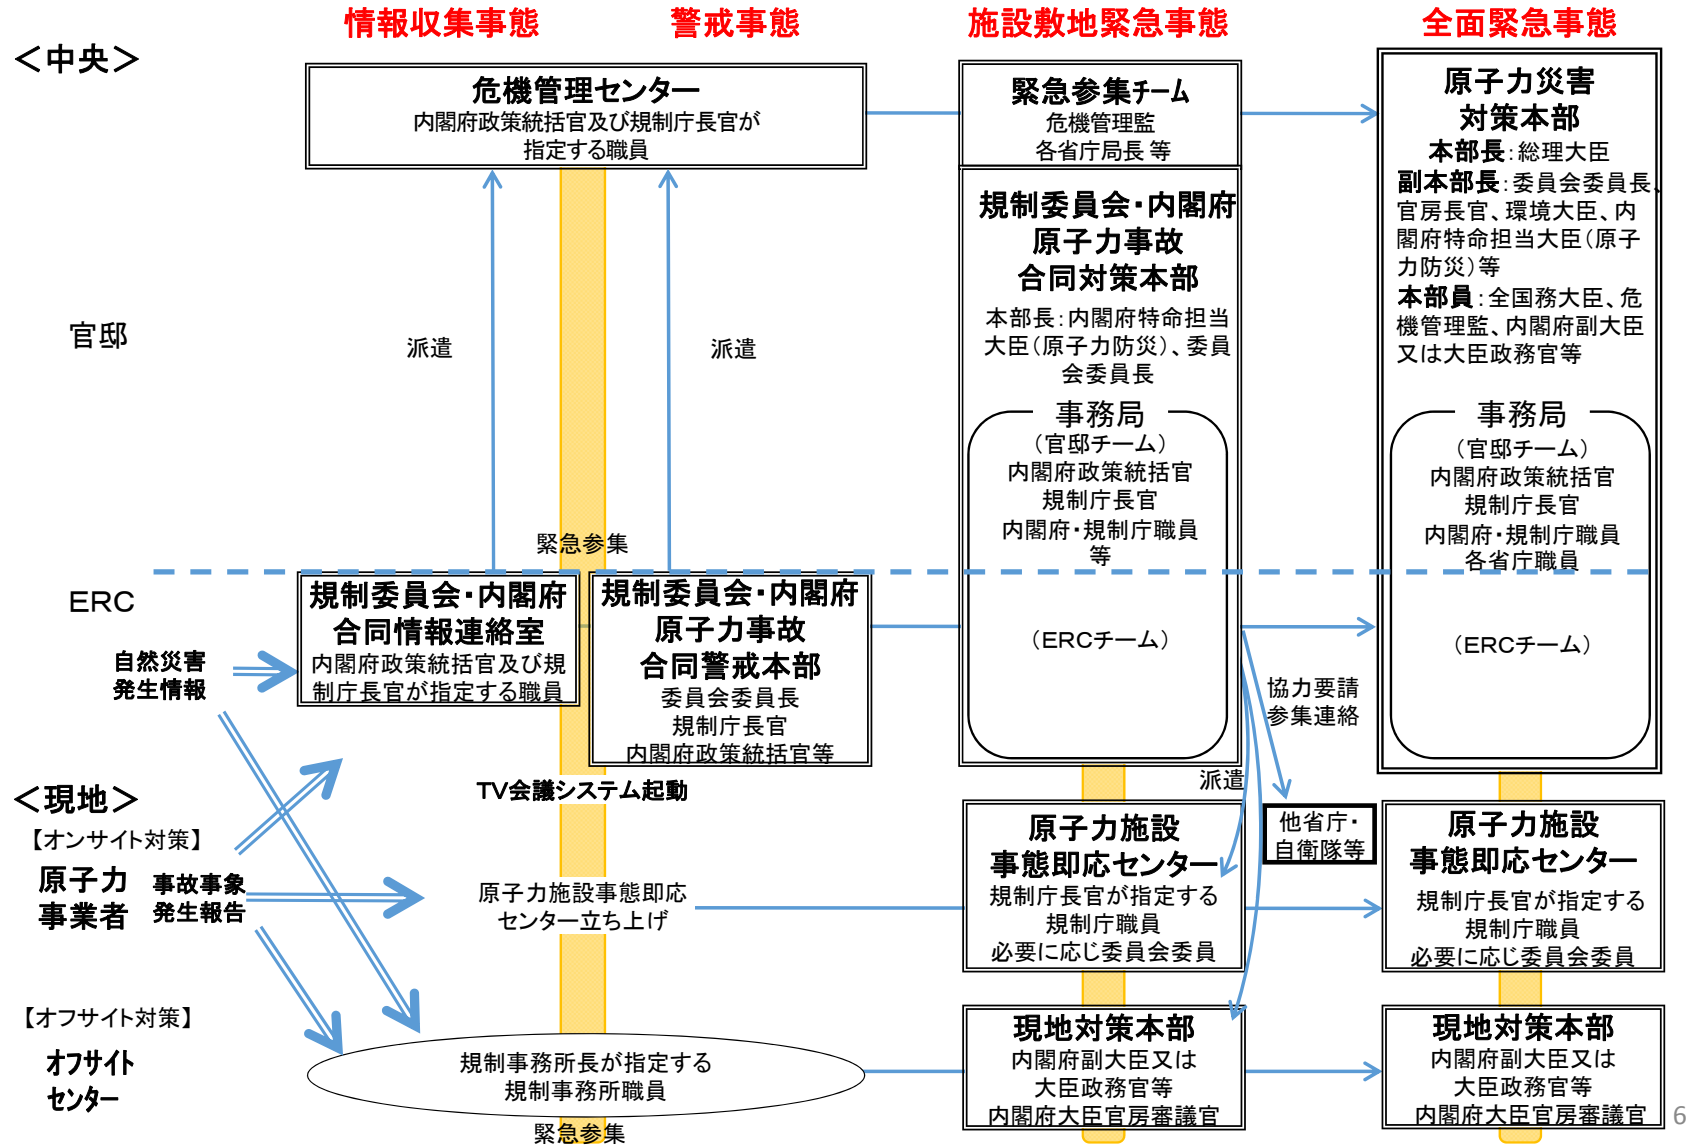 情報収集事態
警戒事態
施設敷地緊急事態
全面緊急事態
＜中央＞
危機管理センター
内閣府政策統括官及び規制庁長官が
指定する職員
緊急参集チーム
危機管理監
各省庁局長 等
原子力災害
対策本部
本部長：総理大臣
副本部長：委員会委員長、
官房長官、環境大臣、内
閣府特命担当大臣（原子
力防災）等
本部員：全国務大臣、危
機管理監、内閣府副大臣
又は大臣政務官等
規制委員会・内閣府
原子力事故
合同対策本部
本部長：内閣府特命担当
大臣（原子力防災）、委員
会委員長
官邸
派遣
派遣
事務局
（官邸チーム）
内閣府政策統括官
規制庁長官
内閣府・規制庁職員
等
（ERCチーム）
事務局
（官邸チーム）
内閣府政策統括官
規制庁長官
内閣府・規制庁職員
各省庁職員
（ERCチーム）
緊急参集
ERC
規制委員会・内閣府
合同情報連絡室
内閣府政策統括官及び規
制庁長官が指定する職員
規制委員会・内閣府
原子力事故
合同警戒本部
委員会委員長
規制庁長官
内閣府政策統括官等
自然災害
発生情報
協力要請
参集連絡
派遣
TV会議システム起動
＜現地＞
【オンサイト対策】
原子力
事業者
事故事象
発生報告
原子力施設事態即応
センター立ち上げ
原子力施設
事態即応センター
規制庁長官が指定する
規制庁職員
必要に応じ委員会委員
他省庁・
自衛隊等
原子力施設
事態即応センター
規制庁長官が指定する
規制庁職員
必要に応じ委員会委員
【オフサイト対策】
オフサイト
センター
規制事務所長が指定する
規制事務所職員
緊急参集
現地対策本部
内閣府副大臣又は
大臣政務官等
内閣府大臣官房審議官
現地対策本部
内閣府副大臣又は
大臣政務官等
内閣府大臣官房審議官
6